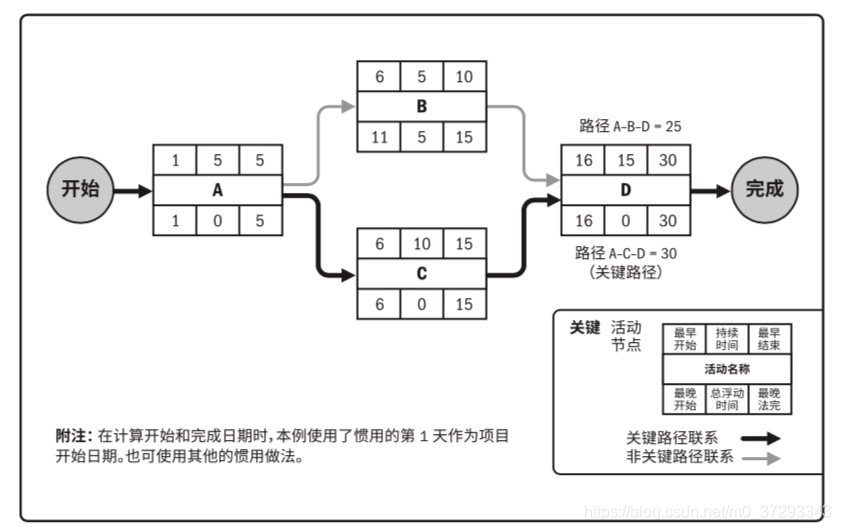 6 5 10
B
11 5 15
路径 A-B-D = 25
开始
1 5 5
A
1 0 5
16 15 30
D
16 0 30
完成
6 10 15
C
6 0 15
路径 A-C-D = 30
(关键路径)
关键 活动
节点
最早 持续 最早
开始 时间 结束
活动名称
最晚 总浮动 最晚
开始 时间 法完
附注：在计算开始和完成日期时，本例使用了惯用的第 1 天作为项目
开始日期。也可使用其他的惯用做法。
关键路径联系
非关键路径联系
https://blog.csdn.net/m0_37293343